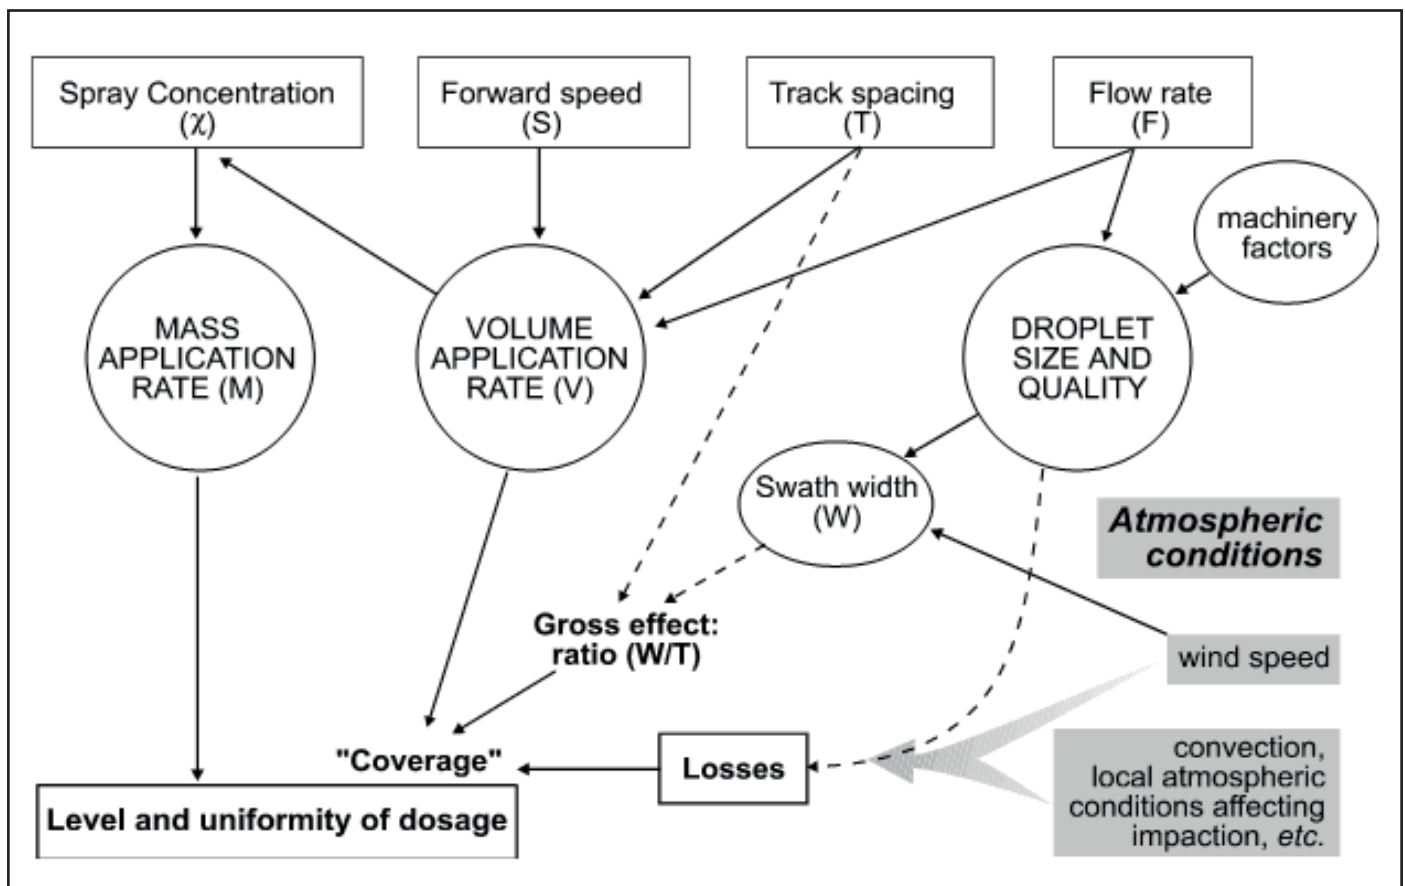 Spray Concentration
(χ)
Forward speed
(S)
Track spacing
(T)
Flow rate
(F)
machinery
factors
MASS
APPLICATION
RATE (M)
VOLUME
APPLICATION
RATE (V)
DROPLET
SIZE AND
QUALITY
Swath width
(W)
Atmospheric
conditions
Gross effect:
ratio (W/T)
wind speed
"Coverage"
Losses
convection,
local atmospheric
conditions affecting
impaction, etc.
Level and uniformity of dosage